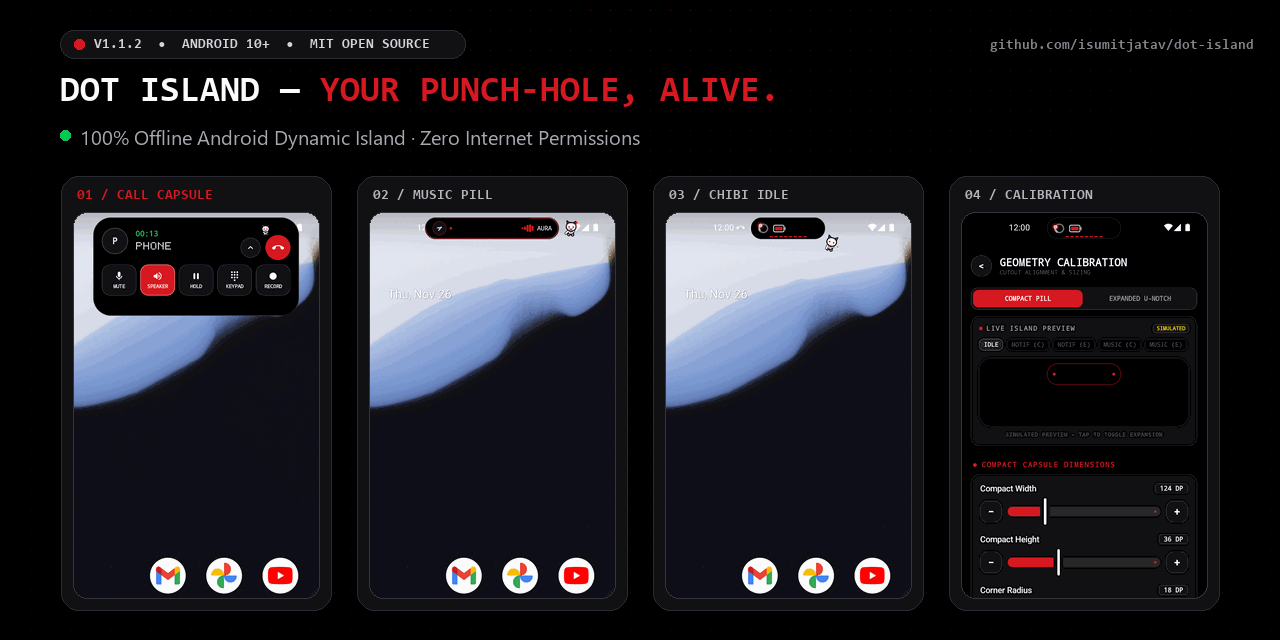 V1.1.2 • ANDROID 10+ • MIT OPEN SOURCE
github.com/isumitjatav/dot-island
DOT ISLAND — YOUR PUNCH-HOLE, ALIVE.
100% Offline Android Dynamic Island · Zero Internet Permissions
01 / CALL CAPSULE
P
00:13
PHONE
MUTE
SPEAKER
HOLD
KEYPAD
RECORD
02 / MUSIC PILL
AURA
Thu, Nov 26
03 / CHIBI IDLE
12:00
Thu, Nov 26
04 / CALIBRATION
12:00
<
GEOMETRY CALIBRATION
CUTOUT ALIGNMENT & SIZING
COMPACT PILL
EXPANDED U-NOTCH
LIVE ISLAND PREVIEW
SIMULATED
IDLE
NOTIF (C)
NOTIF (E)
MUSIC (C)
MUSIC (E)
SIMULATED PREVIEW — TAP TO TOGGLE EXPANSION
COMPACT CAPSULE DIMENSIONS
Compact Width
124 DP
− +
Compact Height
36 DP
− +
Corner Radius
18 DP